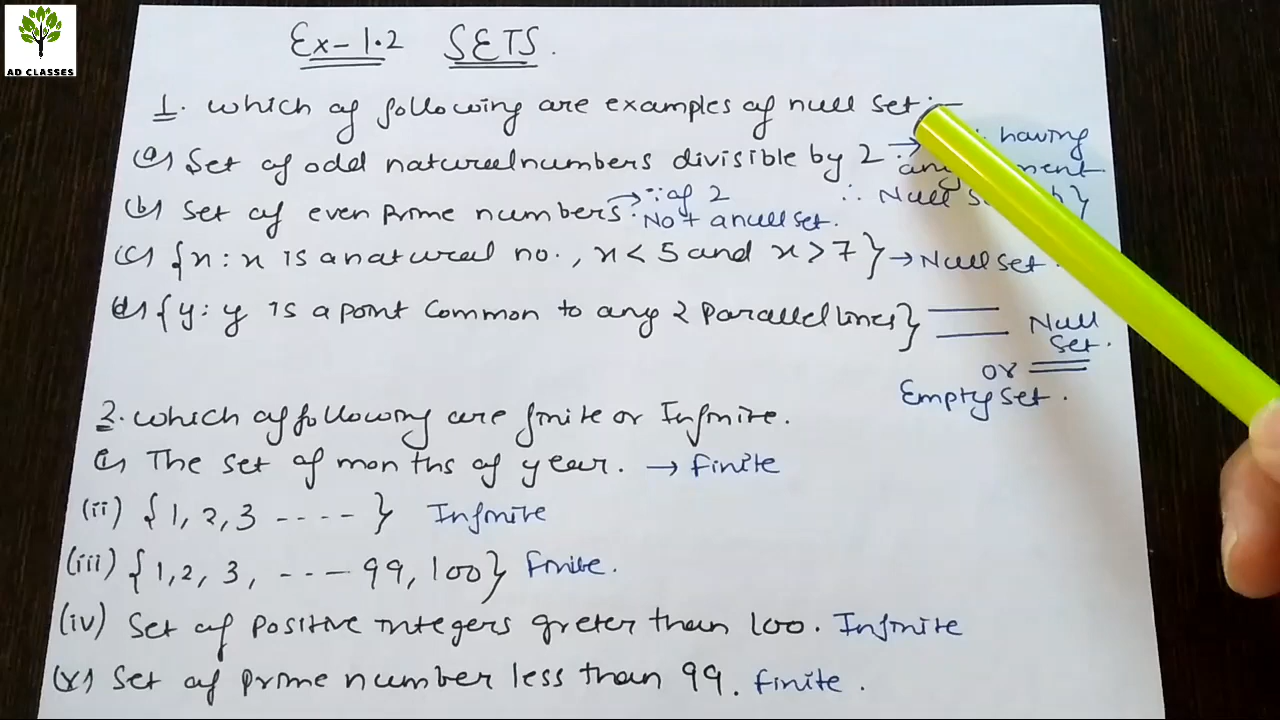 AD CLASSES
Ex-1.2 SETS.
1. which of following are examples of null set:-
(a) Set of odd natural numbers divisible by 2. → having
∴ Null
(b) Set of even prime numbers. → ∵ of 2
Not a null set.
(c) {x : x is a natural no., x < 5 and x > 7} → Null set.
(d) {y : y is a point common to any 2 Parallel lines} Null
Set.
or
Empty set.
2. which of following are finite or Infinite.
(i) The set of months of year. → Finite
(ii) {1, 2, 3 ----- } Infinite
(iii) {1, 2, 3, --- 99, 100} Finite.
(iv) Set of positive integers greter than 100. Infinite
(v) Set of prime number less than 99. finite.